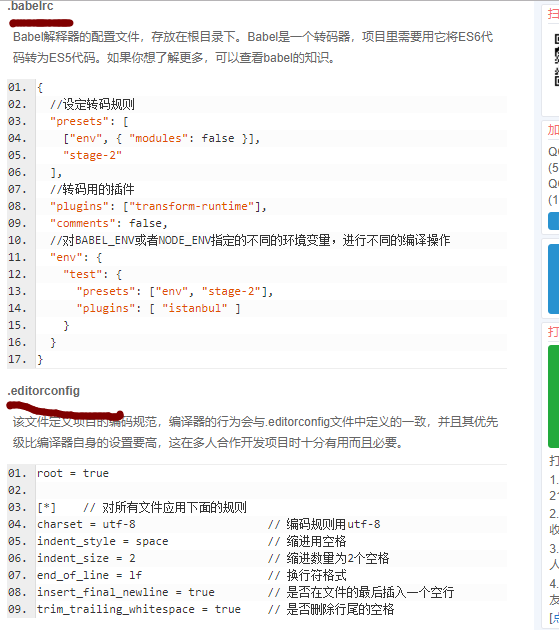 .babelrc
Babel解释器的配置文件，存放在根目录下。Babel是一个转码器，项目里需要用它将ES6代
码转为ES5代码。如果你想了解更多，可以查看babel的知识。
01. {
02. //设定转码规则
03. "presets": [
04. ["env", { "modules": false }],
05. "stage-2"
06. ],
07. //转码用的插件
08. "plugins": ["transform-runtime"],
09. "comments": false,
10. //对BABEL_ENV或者NODE_ENV指定的不同的环境变量，进行不同的编译操作
11. "env": {
12. "test": {
13. "presets": ["env", "stage-2"],
14. "plugins": [ "istanbul" ]
15. }
16. }
17. }
.editorconfig
该文件定义项目的编码规范，编译器的行为会与.editorconfig文件中定义的一致，并且其优先
级比编译器自身的设置要高，这在多人合作开发项目时十分有用而且必要。
01. root = true
02.
03. [*] // 对所有文件应用下面的规则
04. charset = utf-8 // 编码规则用utf-8
05. indent_style = space // 缩进用空格
06. indent_size = 2 // 缩进数量为2个空格
07. end_of_line = lf // 换行符格式
08. insert_final_newline = true // 是否在文件的最后插入一个空行
09. trim_trailing_whitespace = true // 是否删除行尾的空格
加
(5
(1
打
打
1.
2.
收
3.
人
4.
友